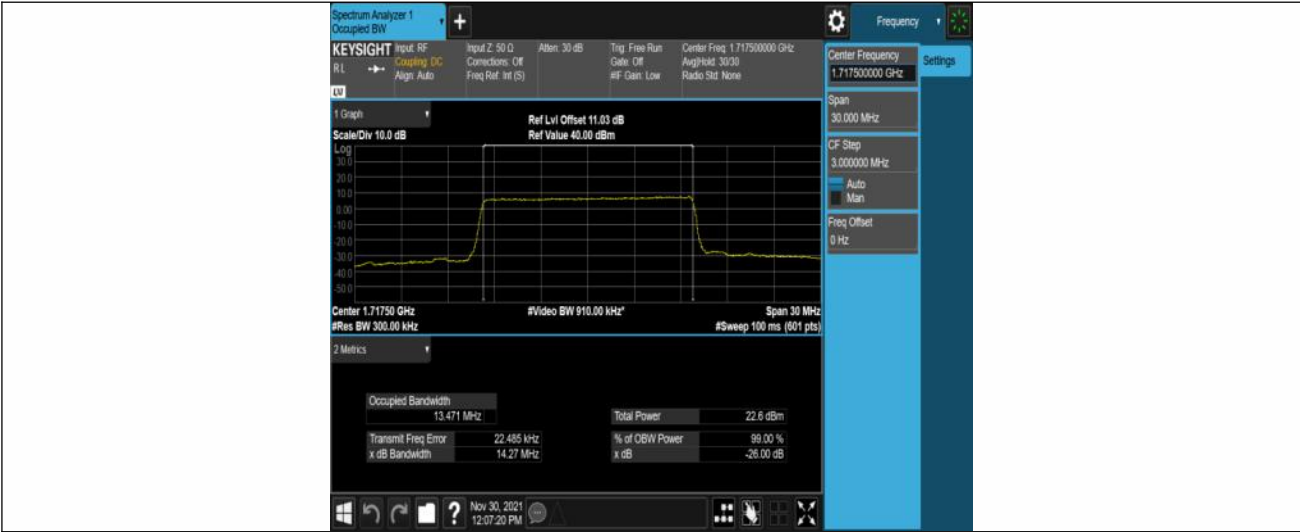 Spectrum Analyzer 1
Occupied BW
+
Frequency
KEYSIGHT
RL
Input: RF
Coupling: DC
Align: Auto
Input Z: 50 Ω
Corrections: Off
Freq Ref: Int (S)
Atten: 30 dB
Trig: Free Run
Gate: Off
#IF Gain: Low
Center Freq: 1.717500000 GHz
Avg|Hold: 30/30
Radio Std: None
Center Frequency
1.717500000 GHz
Settings
Span
30.000 MHz
CF Step
3.000000 MHz
Auto
Man
Freq Offset
0 Hz
1 Graph
Scale/Div 10.0 dB
Ref Lvl Offset 11.03 dB
Ref Value 40.00 dBm
Log
30.0
20.0
10.0
0.00
-10.0
-20.0
-30.0
-40.0
-50.0
Center 1.71750 GHz
#Video BW 910.00 kHz*
Span 30 MHz
#Res BW 300.00 kHz
#Sweep 100 ms (601 pts)
2 Metrics
Occupied Bandwidth
13.471 MHz
Total Power 22.6 dBm
Transmit Freq Error 22.485 kHz
% of OBW Power 99.00 %
x dB Bandwidth 14.27 MHz
x dB -26.00 dB
?
Nov 30, 2021
12:07:20 PM